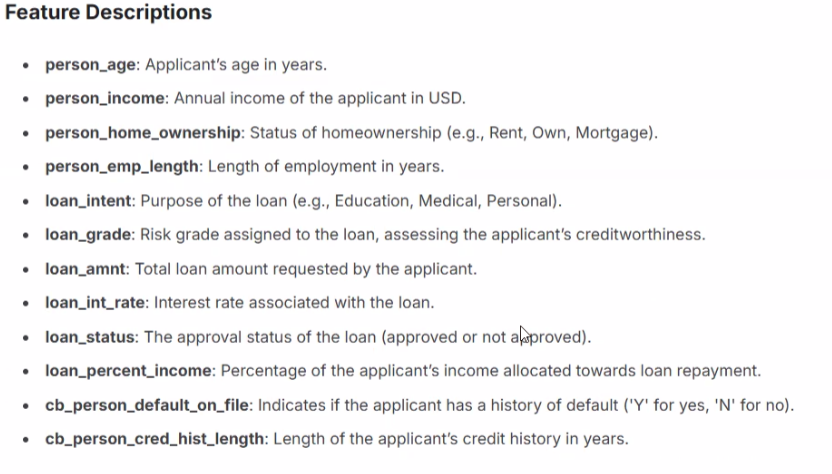 Feature Descriptions
person_age: Applicant's age in years.
person_income: Annual income of the applicant in USD.
person_home_ownership: Status of homeownership (e.g., Rent, Own, Mortgage).
person_emp_length: Length of employment in years.
loan_intent: Purpose of the loan (e.g., Education, Medical, Personal).
loan_grade: Risk grade assigned to the loan, assessing the applicant's creditworthiness.
loan_amnt: Total loan amount requested by the applicant.
loan_int_rate: Interest rate associated with the loan.
loan_status: The approval status of the loan (approved or not approved).
loan_percent_income: Percentage of the applicant's income allocated towards loan repayment.
cb_person_default_on_file: Indicates if the applicant has a history of default ('Y' for yes, 'N' for no).
cb_person_cred_hist_length: Length of the applicant's credit history in years.